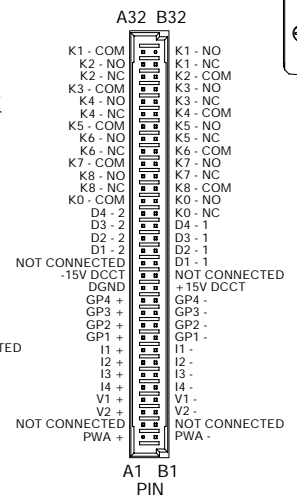 A32 B32
K1 - COM K1 - NO
K2 - NO K1 - NC
K2 - NC K2 - COM
K3 - COM K3 - NO
K4 - NO K3 - NC
K4 - NC K4 - COM
K5 - COM K5 - NO
K6 - NO K5 - NC
K6 - NC K6 - COM
K7 - COM K7 - NO
K8 - NO K7 - NC
K8 - NC K8 - COM
K0 - COM K0 - NO
D4 - 2 K0 - NC
D3 - 2 D4 - 1
D2 - 2 D3 - 1
D1 - 2 D2 - 1
NOT CONNECTED D1 - 1
-15V DCCT NOT CONNECTED
DGND +15V DCCT
GP4 + GP4 -
GP3 + GP3 -
GP2 + GP2 -
GP1 + GP1 -
I1 + I1 -
I2 + I2 -
I3 + I3 -
I4 + I4 -
V1 + V1 -
V2 + V2 -
NOT CONNECTED NOT CONNECTED
PWA + PWA -
A1 B1
PIN
TED